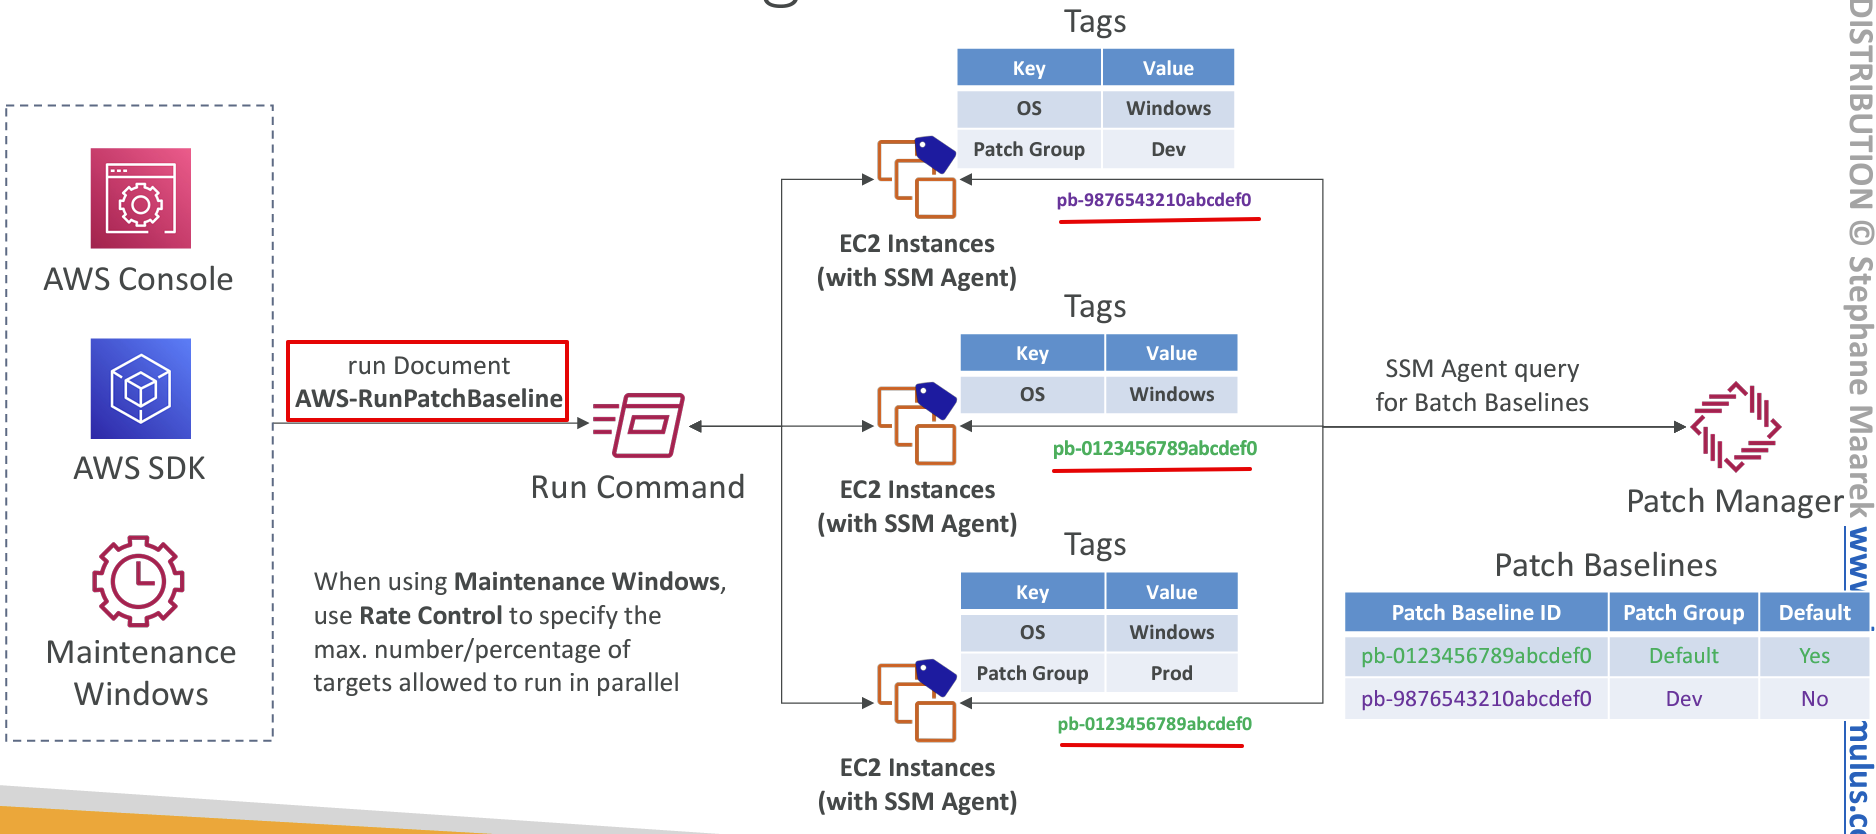 g
Tags
Key Value
OS Windows
Patch Group Dev
pb-9876543210abcdef0
EC2 Instances
(with SSM Agent)
AWS Console
AWS SDK
Maintenance
Windows
run Document
AWS-RunPatchBaseline
Run Command
When using Maintenance Windows,
use Rate Control to specify the
max. number/percentage of
targets allowed to run in parallel
Tags
Key Value
OS Windows
pb-0123456789abcdef0
EC2 Instances
(with SSM Agent)
Tags
Key Value
OS Windows
Patch Group Prod
pb-0123456789abcdef0
EC2 Instances
(with SSM Agent)
SSM Agent query
for Batch Baselines
Patch Manager
Patch Baselines
Patch Baseline ID Patch Group Default
pb-0123456789abcdef0 Default Yes
pb-9876543210abcdef0 Dev No
DISTRIBUTION © Stephane Maarek www.
mulus.c